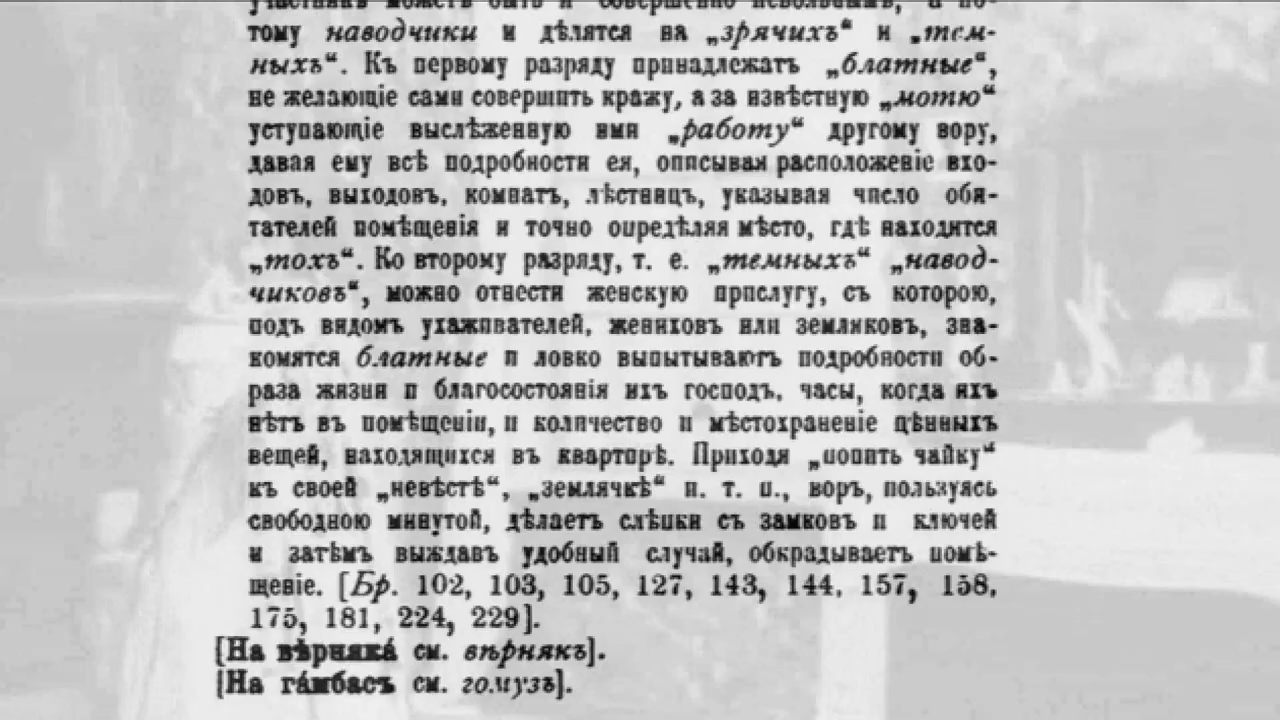 участникъ можетъ быть и совершенно невольнымъ, а по-
тому наводчики и дѣлятся на „зрячихъ“ и „тем-
ныхъ“. Къ первому разряду принадлежатъ „блатные“,
не желающіе сами совершить кражу, а за извѣстную „мотю“
уступающіе выслѣженную ими „работу“ другому вору,
давая ему всѣ подробности ея, описывая расположеніе вхо-
довъ, выходовъ, комнатъ, лѣстницъ, указывая число оби-
тателей помѣщенія и точно опредѣляя мѣсто, гдѣ находится
„тохъ“. Ко второму разряду, т. е. „темныхъ“ „навод-
чиковъ“, можно отнести женскую прислугу, съ которою,
подъ видомъ ухаживателей, жениховъ или земляковъ, зна-
комятся блатные и ловко выпытываютъ подробности об-
раза жизни и благосостоянія ихъ господъ, часы, когда ихъ
нѣтъ въ помѣщеніи, и количество и мѣстохраненіе цѣнныхъ
вещей, находящихся въ квартирѣ. Приходя „попить чайку“
къ своей „невѣстѣ“, „землячкѣ“ и. т. п., воръ, пользуясь
свободною минутой, дѣлаетъ слѣпки съ замковъ и ключей
и затѣмъ выждавъ удобный случай, обкрадываетъ помѣ-
щеніе. [Бр. 102, 103, 105, 127, 143, 144, 157, 158,
175, 181, 224, 229].
[На вѣрняка́ см. вѣрнякъ].
[На га́мбасъ см. гомузъ].